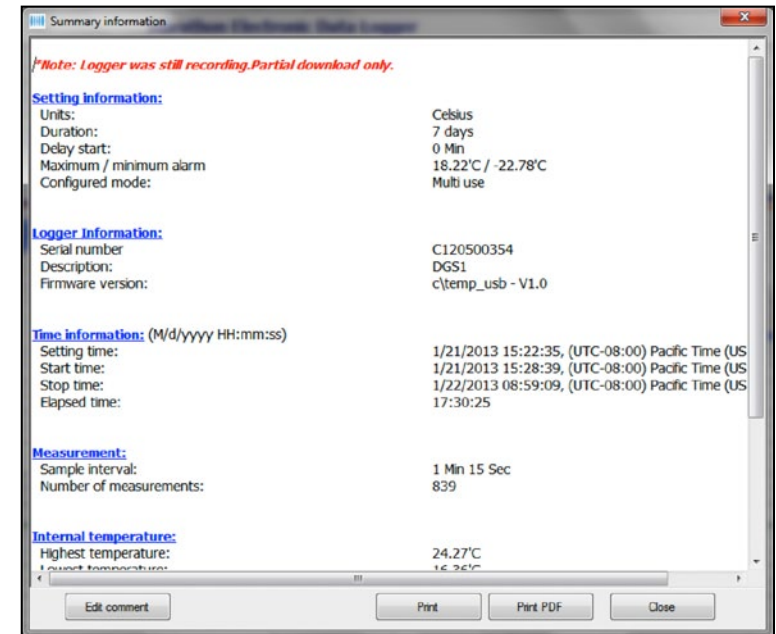 Summary information
*Note: Logger was still recording.Partial download only.
Setting information:
Units: Celsius
Duration: 7 days
Delay start: 0 Min
Maximum / minimum alarm 18.22'C / -22.78'C
Configured mode: Multi use
Logger Information:
Serial number C120500354
Description: DGS1
Firmware version: c\temp_usb - V1.0
Time information: (M/d/yyyy HH:mm:ss)
Setting time: 1/21/2013 15:22:35, (UTC-08:00) Pacific Time (US
Start time: 1/21/2013 15:28:39, (UTC-08:00) Pacific Time (US
Stop time: 1/22/2013 08:59:09, (UTC-08:00) Pacific Time (US
Elapsed time: 17:30:25
Measurement:
Sample interval: 1 Min 15 Sec
Number of measurements: 839
Internal temperature:
Highest temperature: 24.27'C
Lowest temperature:
Edit comment Print Print PDF Close